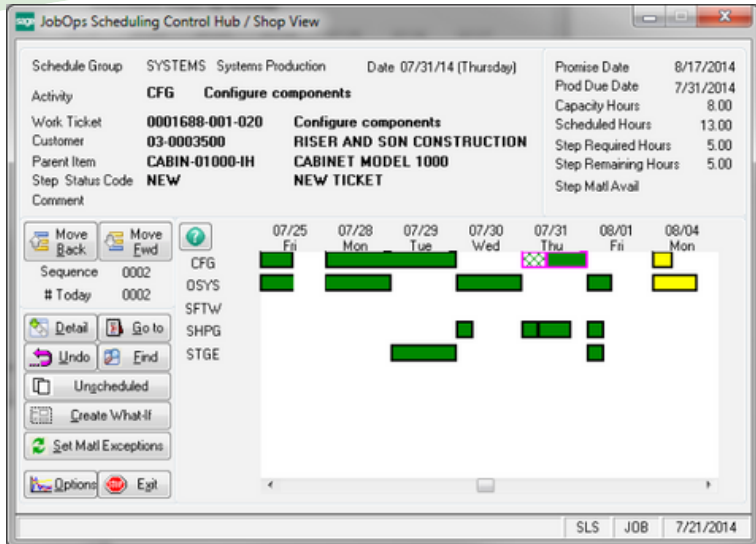 sage JobOps Scheduling Control Hub / Shop View
Schedule Group SYSTEMS Systems Production Date 07/31/14 (Thursday)
Activity CFG Configure components
Work Ticket 0001688-001-020 Configure components
Customer 03-0003500 RISER AND SON CONSTRUCTION
Parent Item CABIN-01000-IH CABINET MODEL 1000
Step Status Code NEW NEW TICKET
Comment
Promise Date 8/17/2014
Prod Due Date 7/31/2014
Capacity Hours 8.00
Scheduled Hours 13.00
Step Required Hours 5.00
Step Remaining Hours 5.00
Step Matl Avail
Move Back
Move Fwd
Sequence 0002
# Today 0002
Detail
Go to
Undo
Find
Unscheduled
Create What-If
Set Matl Exceptions
Options
STOP
Exit
?
07/25 07/28 07/29 07/30 07/31 08/01 08/04
Fri Mon Tue Wed Thu Fri Mon
CFG
OSYS
SFTW
SHPG
STGE
SLS JOB 7/21/2014